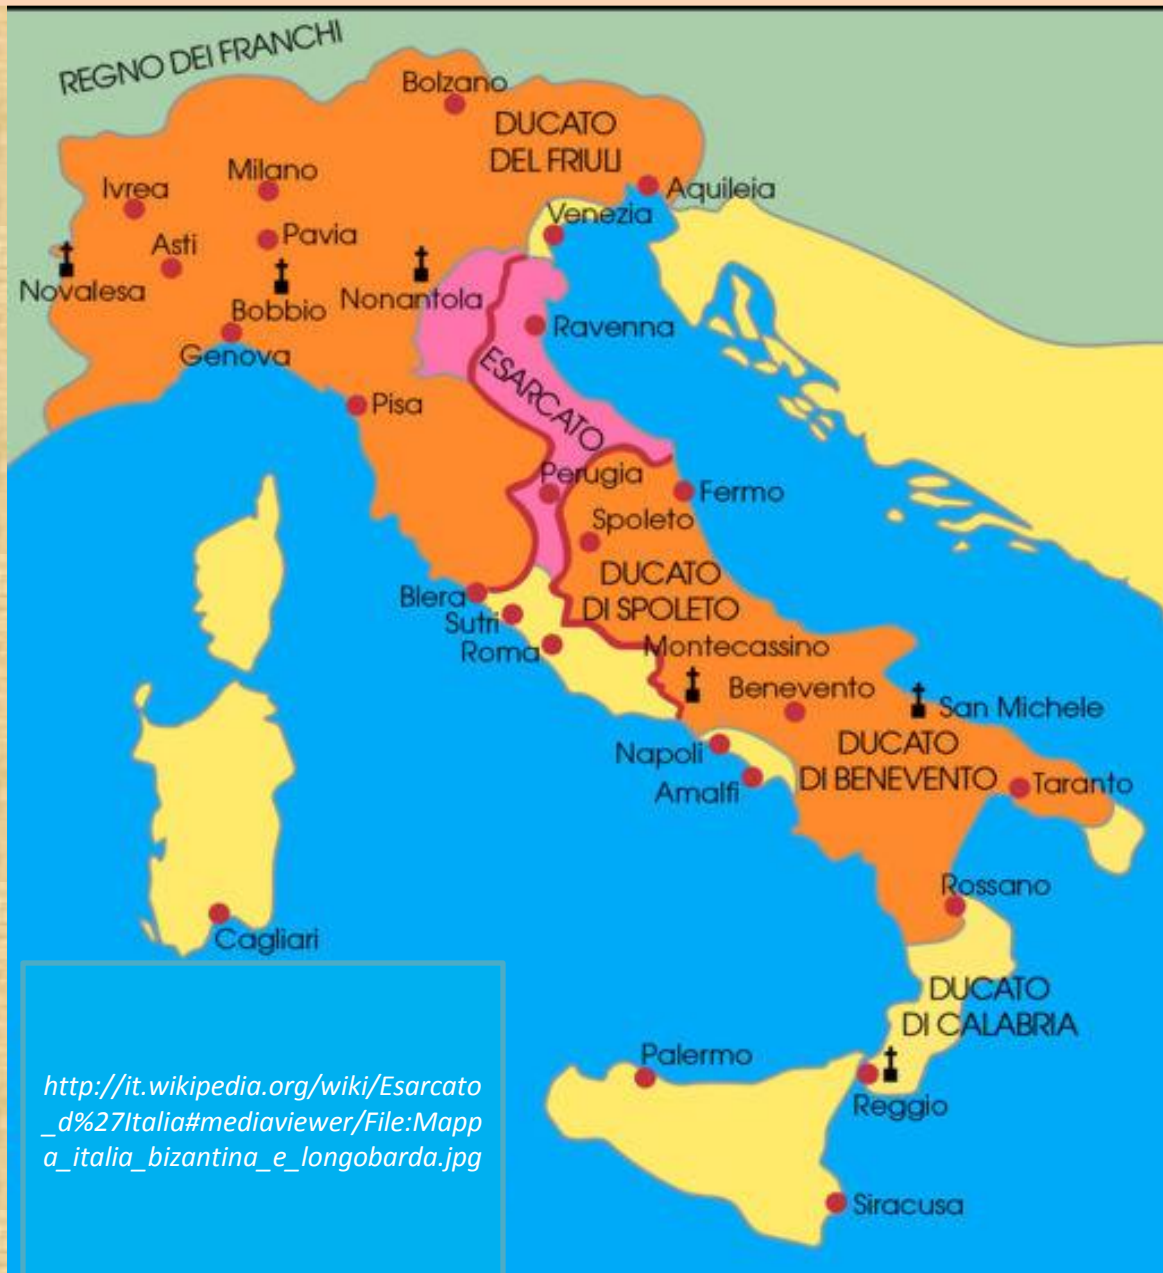 REGNO DEI FRANCHI
Bolzano
DUCATO
DEL FRIULI
Milano
Ivrea
Aquileia
Venezia
Asti
Pavia
Novalesa
Bobbio
Nonantola
Genova
Ravenna
ESARCATO
Pisa
Perugia
Fermo
Spoleto
DUCATO
DI SPOLETO
Blera
Sutri
Roma
Montecassino
Benevento
San Michele
Napoli
DUCATO
DI BENEVENTO
Amalfi
Taranto
Rossano
Cagliari
DUCATO
DI CALABRIA
Palermo
Reggio
Siracusa
http://it.wikipedia.org/wiki/Esarcato
_d%27Italia#mediaviewer/File:Mapp
a_italia_bizantina_e_longobarda.jpg